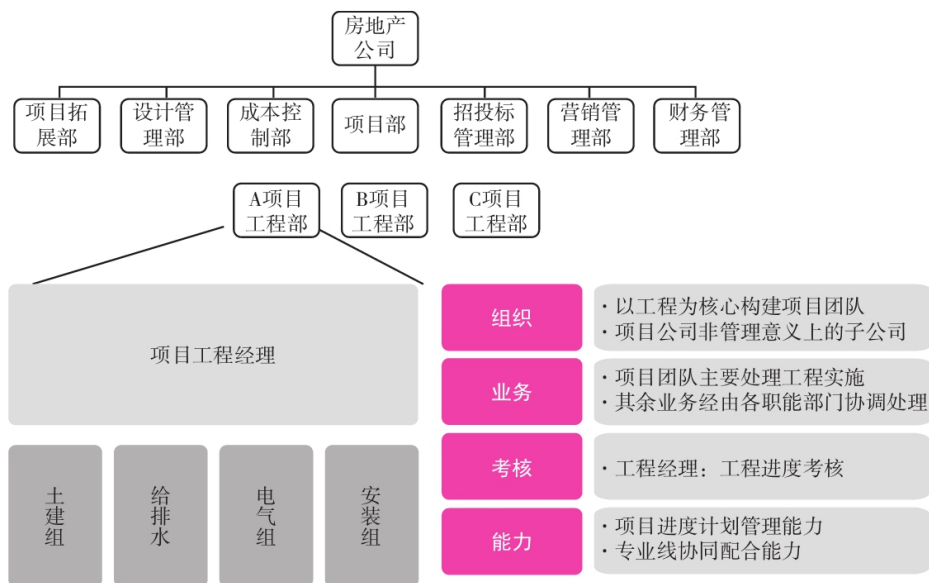 房地产
公司
项目拓
展部
设计管
理部
成本控
制部
项目部
招投标
管理部
营销管
理部
财务管
理部
A项目
工程部
B项目
工程部
C项目
工程部
项目工程经理
土建组
给排水
电气组
安装组
组织
·以工程为核心构建项目团队
·项目公司非管理意义上的子公司
业务
·项目团队主要处理工程实施
·其余业务经由各职能部门协调处理
考核
·工程经理：工程进度考核
能力
·项目进度计划管理能力
·专业线协同配合能力